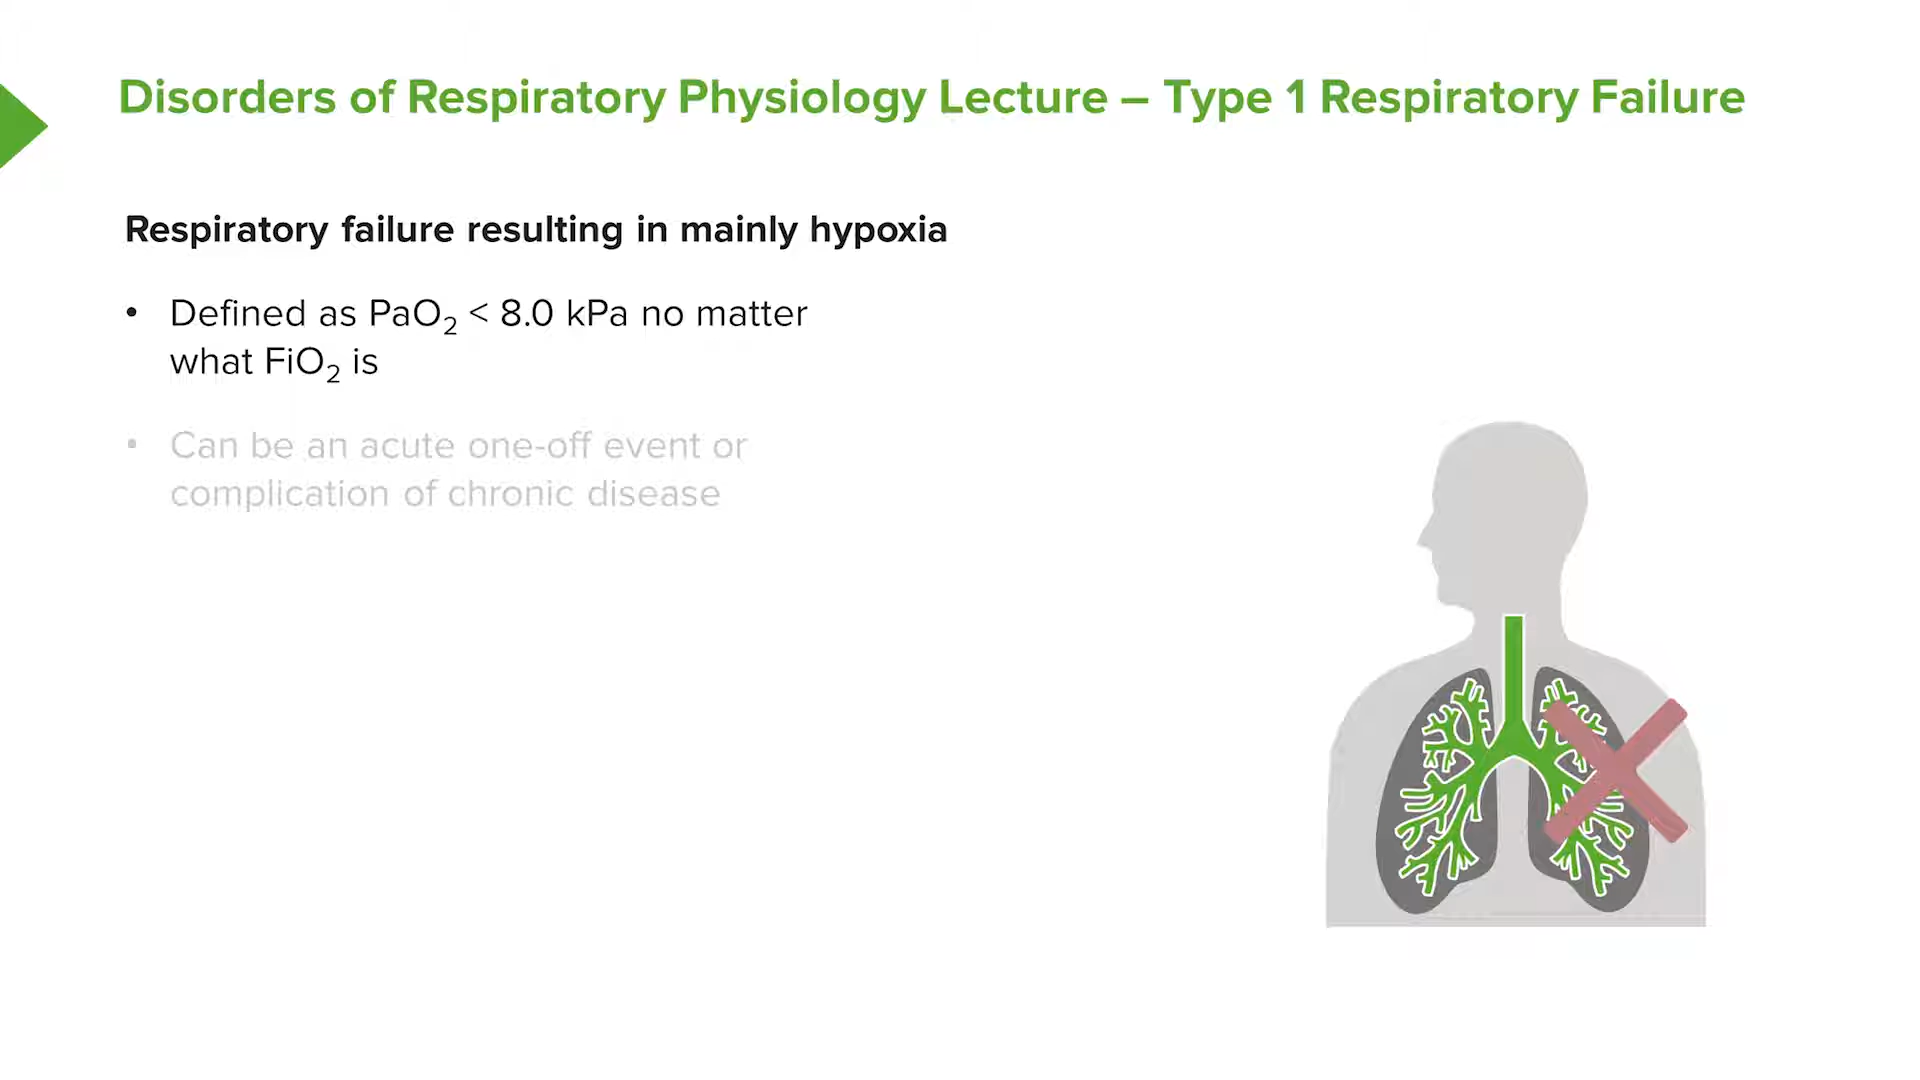 Disorders of Respiratory Physiology Lecture – Type 1 Respiratory Failure
Respiratory failure resulting in mainly hypoxia
• Defined as PaO₂ < 8.0 kPa no matter
what FiO₂ is
• Can be an acute one-off event or
complication of chronic disease